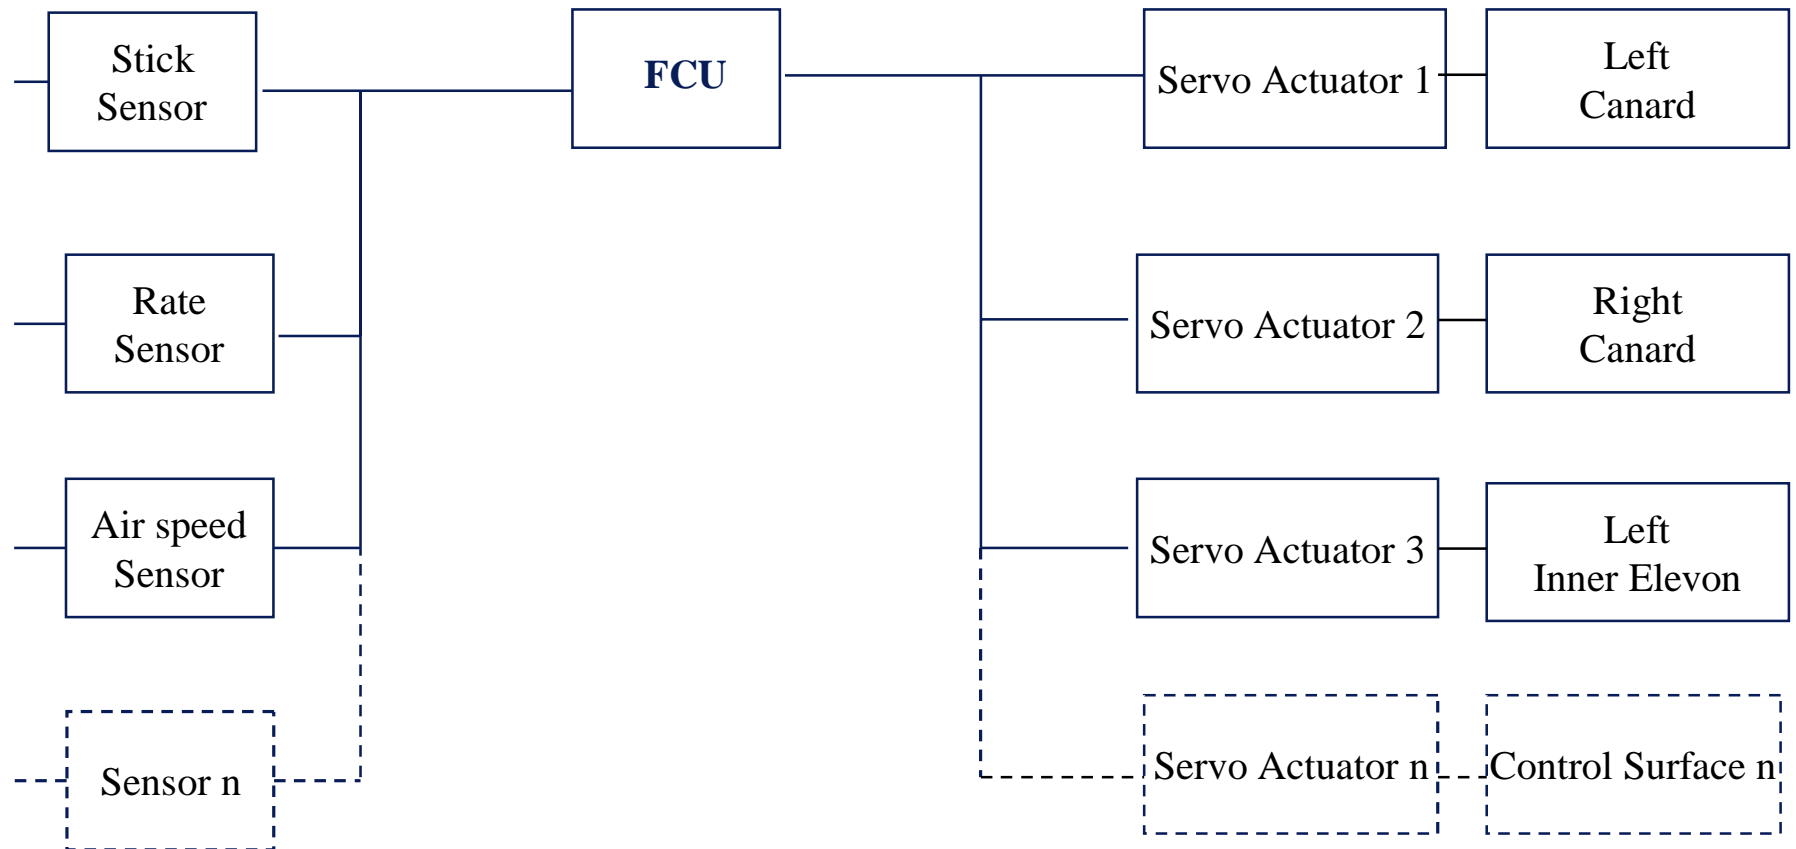 Stick
Sensor
FCU
Servo Actuator 1
Left
Canard
Rate
Sensor
Servo Actuator 2
Right
Canard
Air speed
Sensor
Servo Actuator 3
Left
Inner Elevon
Sensor n
Servo Actuator n
Control Surface n